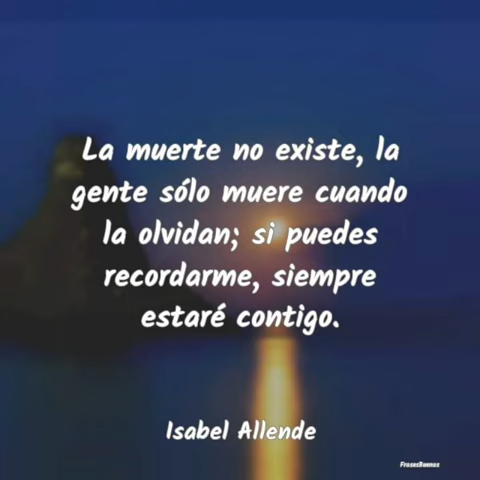 La muerte no existe, la
gente sólo muere cuando
la olvidan; si puedes
recordarme, siempre
estaré contigo.
Isabel Allende
FrasesBuenas